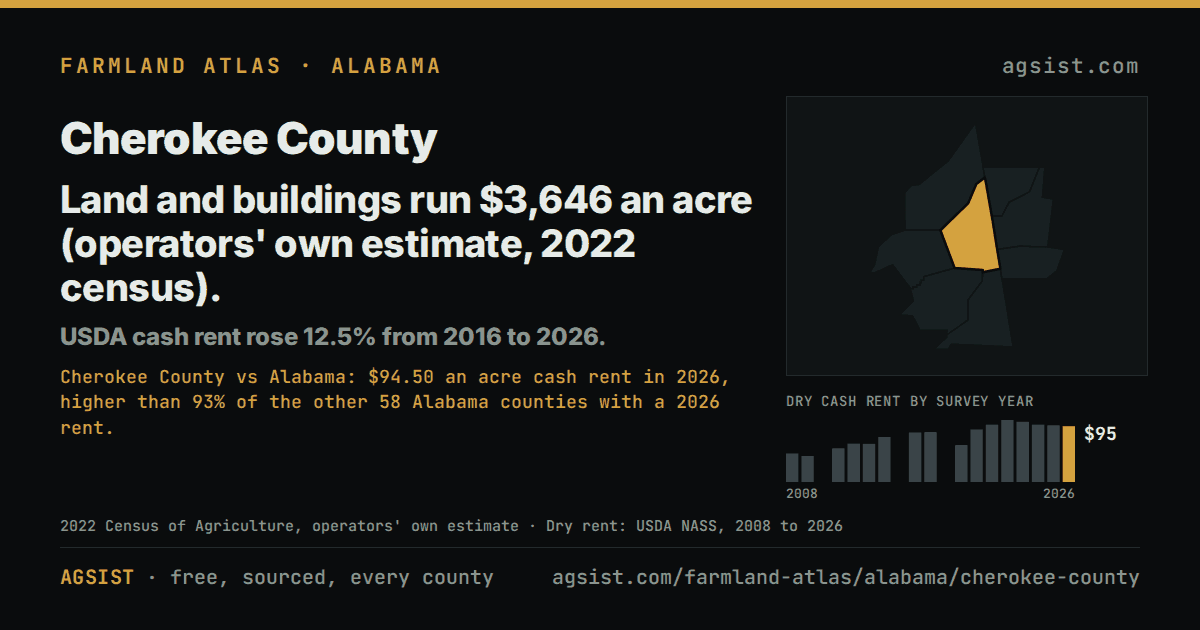 FARMLAND ATLAS · ALABAMA
agsist.com
Cherokee County
Land and buildings run $3,646 an acre
(operators' own estimate, 2022
census).
USDA cash rent rose 12.5% from 2016 to 2026.
Cherokee County vs Alabama: $94.50 an acre cash rent in 2026,
higher than 93% of the other 58 Alabama counties with a 2026
rent.
DRY CASH RENT BY SURVEY YEAR
$95
2008
2026
2022 Census of Agriculture, operators' own estimate · Dry rent: USDA NASS, 2008 to 2026
AGSIST · free, sourced, every county
agsist.com/farmland-atlas/alabama/cherokee-county